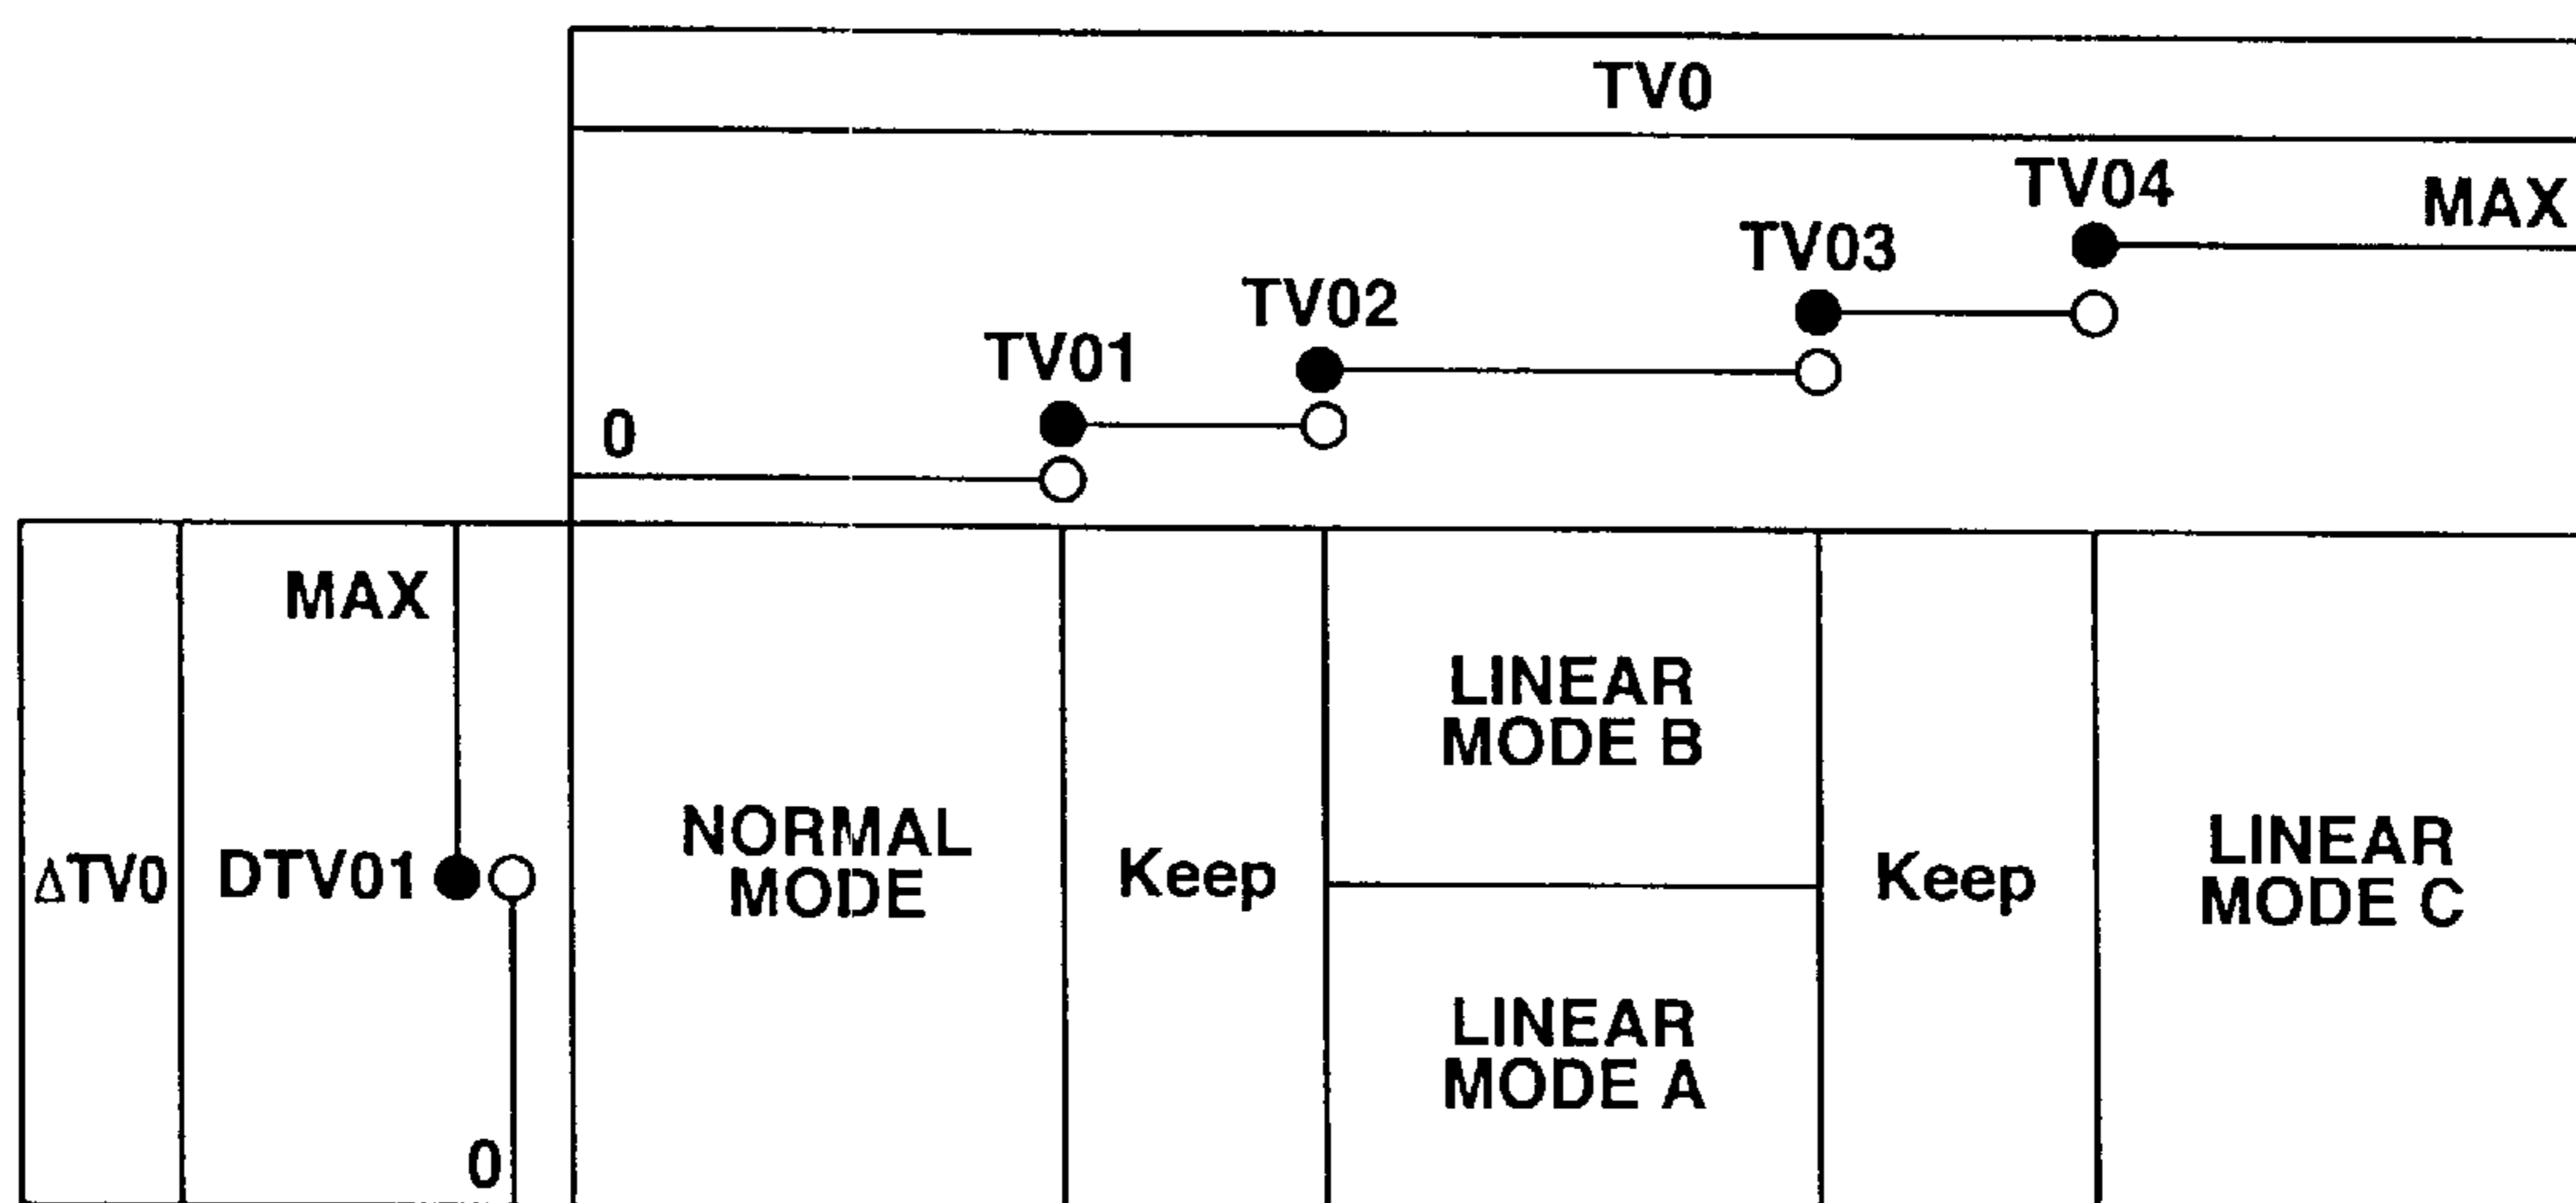 TV0
TV04
MAX
TV03
TV02
TV01
0
MAX
LINEAR
MODE B
NORMAL
MODE
LINEAR
MODE C
ΔTV0
DTV01
Keep
Keep
LINEAR
MODE A
0